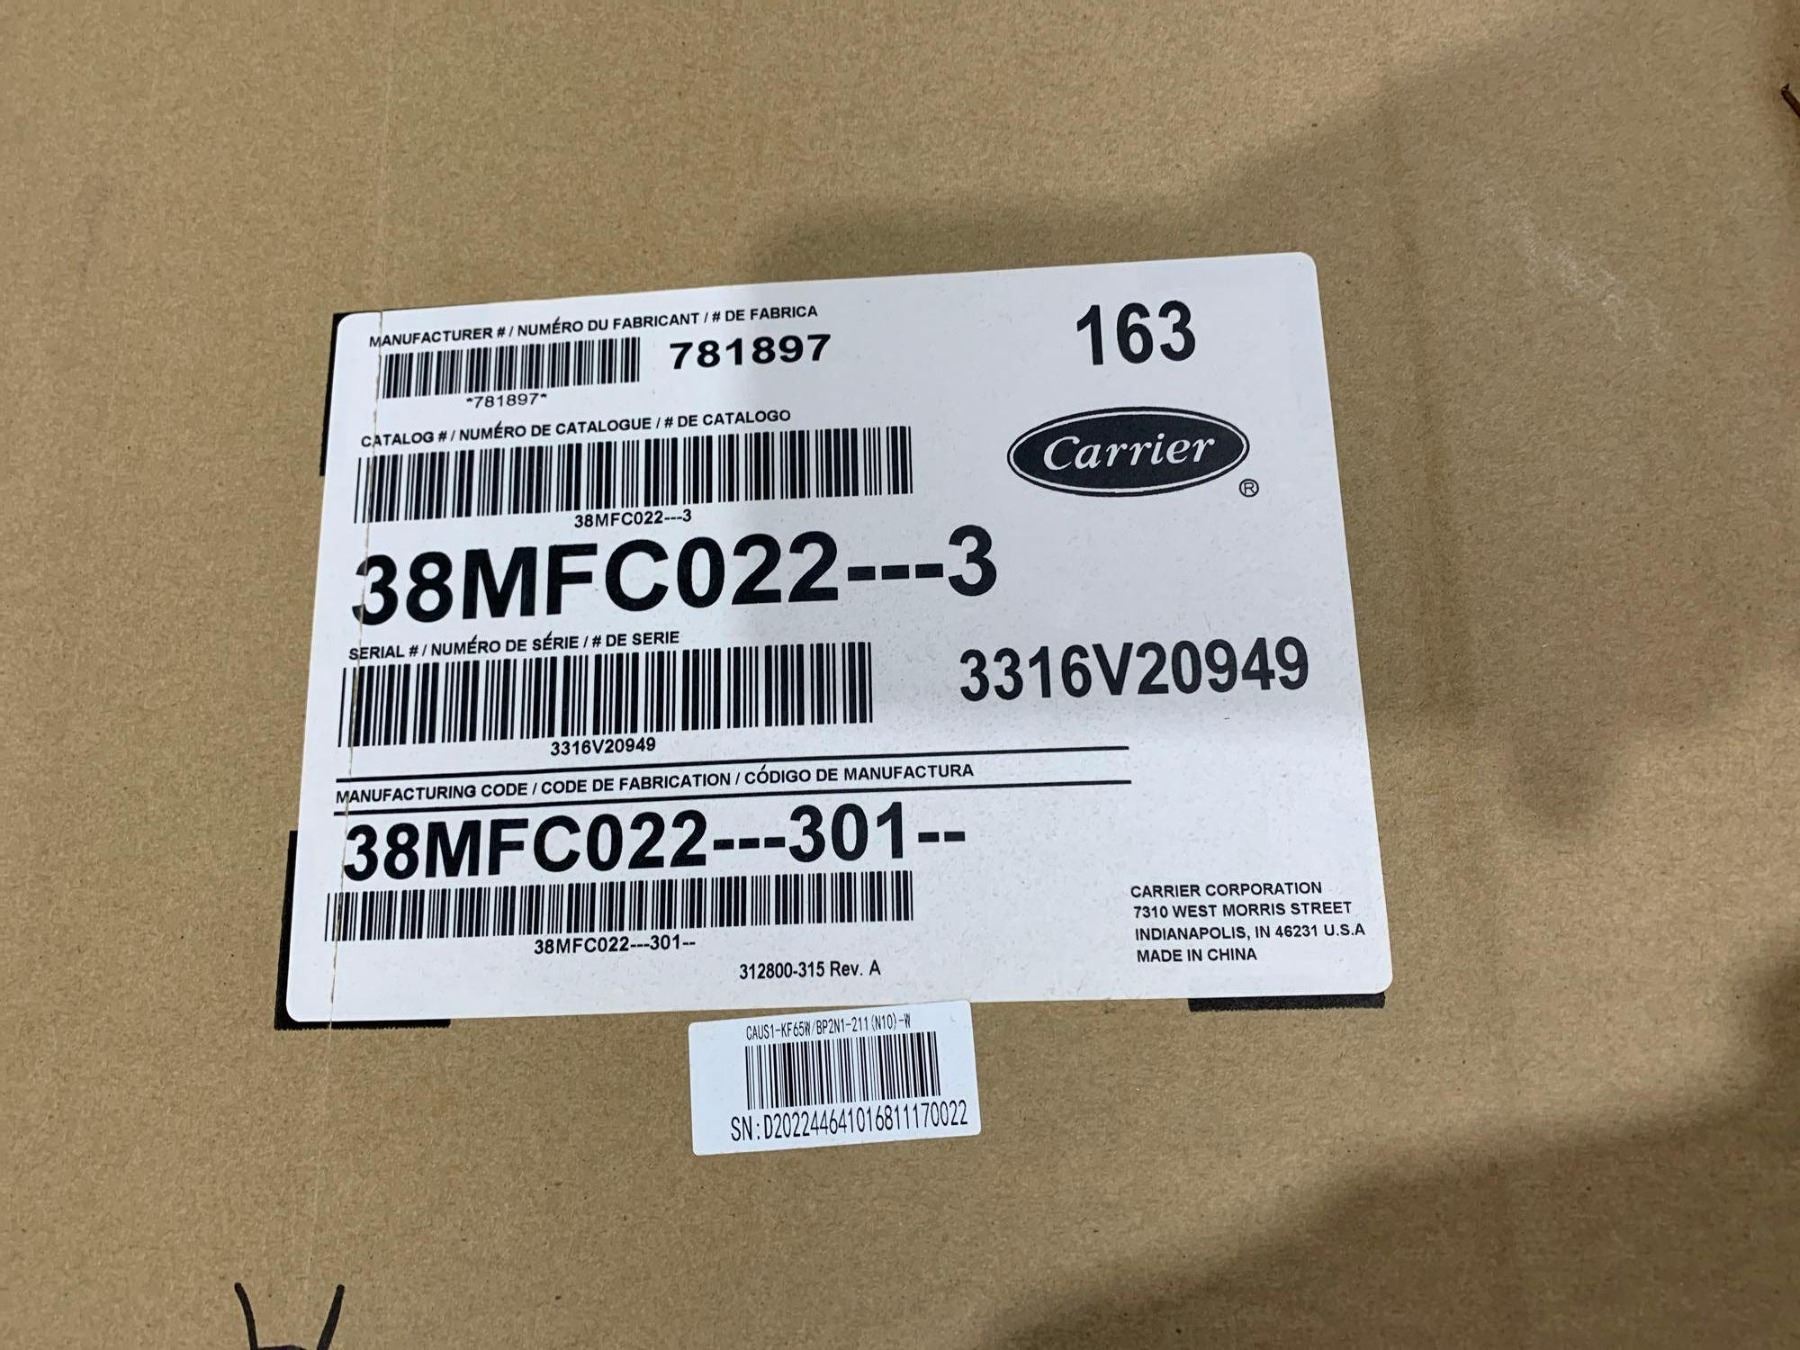 MANUFACTURER # / NUMÉRO DU FABRICANT / # DE FABRICA
781897
*781897*
163
CATALOG # / NUMÉRO DE CATALOGUE / # DE CATALOGO
Carrier
®
38MFC022---3
38MFC022---3
SERIAL # / NUMÉRO DE SÉRIE / # DE SERIE
3316V20949
3316V20949
MANUFACTURING CODE / CODE DE FABRICATION / CÓDIGO DE MANUFACTURA
38MFC022---301--
38MFC022---301--
312800-315 Rev. A
CARRIER CORPORATION
7310 WEST MORRIS STREET
INDIANAPOLIS, IN 46231 U.S.A
MADE IN CHINA
CAUS1-KF65W/BP2N1-211(N10)-W
SN:D202244641016811170022